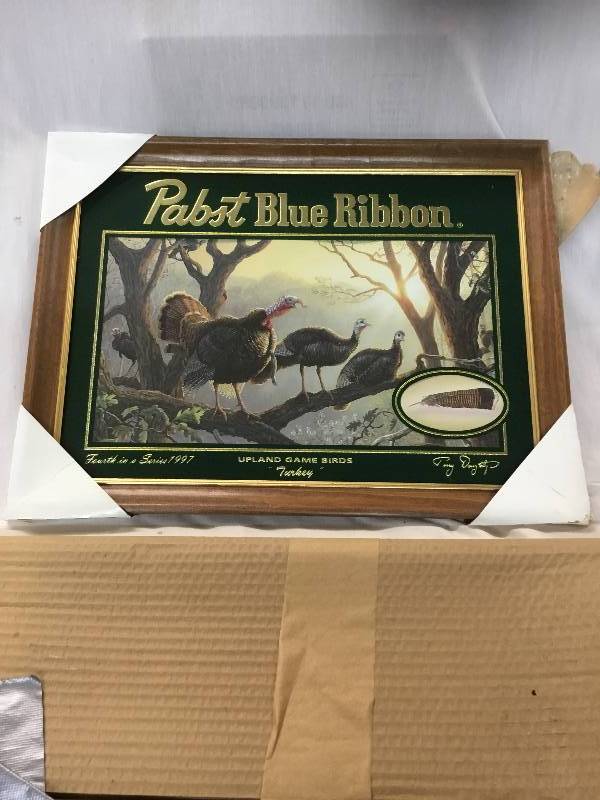 Pabst Blue Ribbon®
Fourth in a Series 1997
UPLAND GAME BIRDS
Turkey